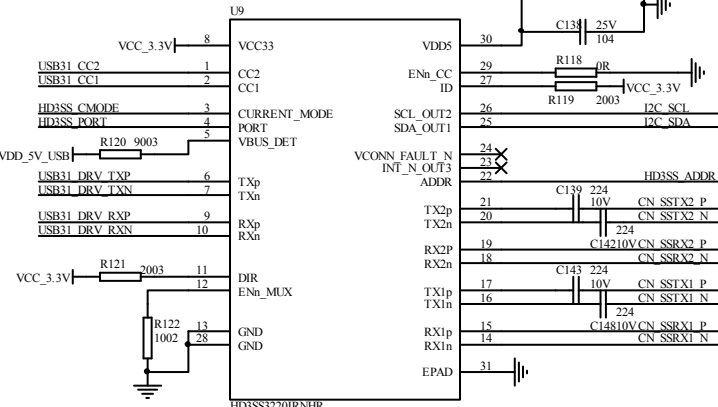 U9
C138 25V
104
VCC_3.3V 8 VCC33 VDD5 30
USB31_CC2 1 CC2 ENn_CC 29 R118 0R
USB31_CC1 2 CC1 ID 27 VCC_3.3V
R119 2003
HD3SS_CMODE 3 CURRENT_MODE SCL_OUT2 26 I2C_SCL
HD3SS_PORT 4 PORT SDA_OUT1 25 I2C_SDA
R120 9003 5 VBUS_DET
VDD_5V_USB VCONN_FAULT_N 24
INT_N_OUT3 23
USB31_DRV_TXP 6 TXp ADDR 22 HD3SS_ADDR
USB31_DRV_TXN 7 TXn
C139 224
TX2p 21 10V CN_SSTX2_P
USB31_DRV_RXP 9 RXp TX2n 20 CN_SSTX2_N
224
USB31_DRV_RXN 10 RXn
RX2P 19 C142 10V CN_SSRX2_P
RX2n 18 CN_SSRX2_N
R121 2003
VCC_3.3V 11 DIR C143 224
12 ENn_MUX TX1p 17 10V CN_SSTX1_P
TX1n 16 CN_SSTX1_N
224
R122
1002
13 GND RX1p 15 C148 10V CN_SSRX1_P
28 GND RX1n 14 CN_SSRX1_N
EPAD 31
HD3SS3220IRNHR